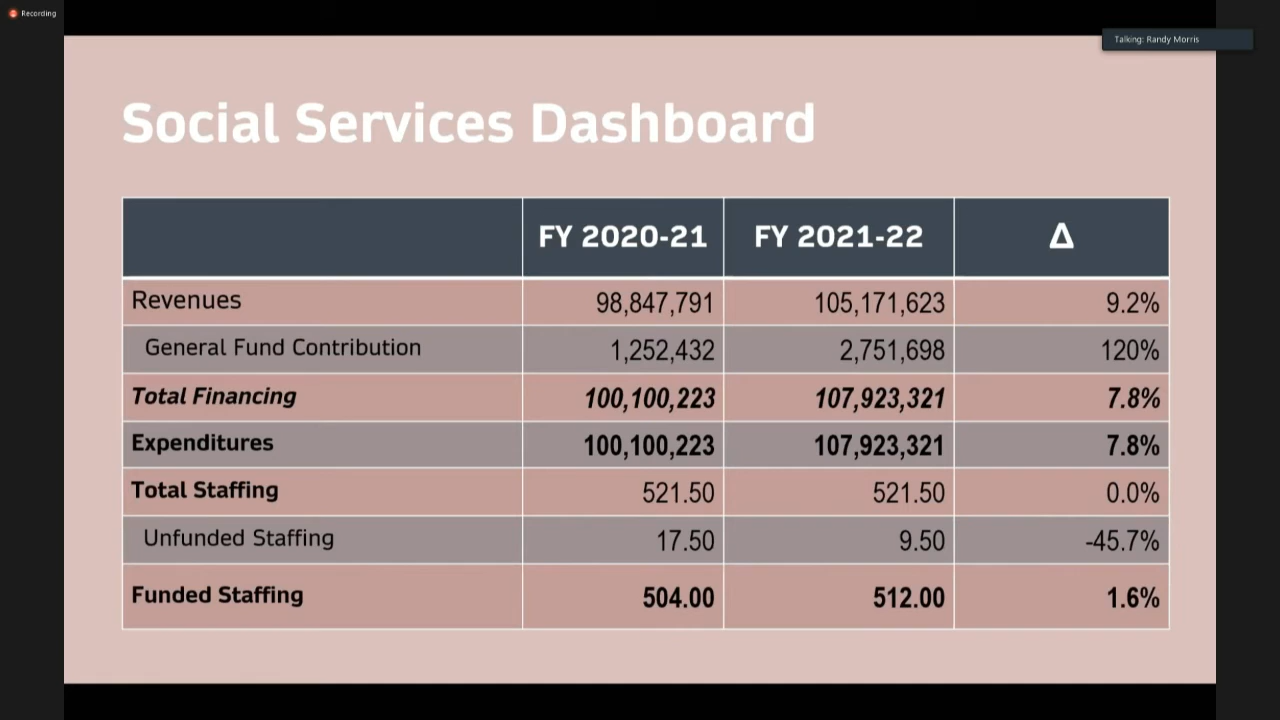 Recording
Talking: Randy Morris
Social Services Dashboard
FY 2020-21 FY 2021-22 Δ
Revenues 98,847,791 105,171,623 9.2%
General Fund Contribution 1,252,432 2,751,698 120%
Total Financing 100,100,223 107,923,321 7.8%
Expenditures 100,100,223 107,923,321 7.8%
Total Staffing 521.50 521.50 0.0%
Unfunded Staffing 17.50 9.50 -45.7%
Funded Staffing 504.00 512.00 1.6%